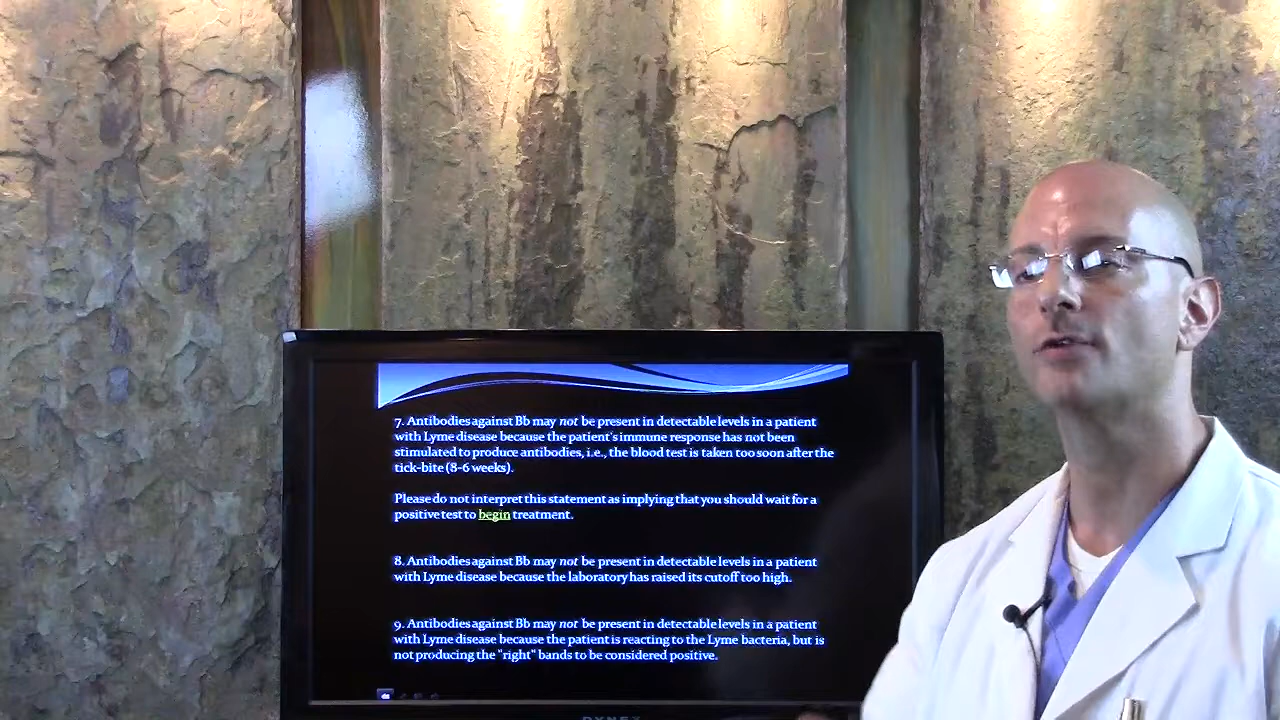 7. Antibodies against Bb may not be present in detectable levels in a patient
with Lyme disease because the patient's immune response has not been
stimulated to produce antibodies, i.e., the blood test is taken too soon after the
tick-bite (8-6 weeks).
Please do not interpret this statement as implying that you should wait for a
positive test to begin treatment.
8. Antibodies against Bb may not be present in detectable levels in a patient
with Lyme disease because the laboratory has raised its cutoff too high.
9. Antibodies against Bb may not be present in detectable levels in a patient
with Lyme disease because the patient is reacting to the Lyme bacteria, but is
not producing the "right" bands to be considered positive.
DYNEX